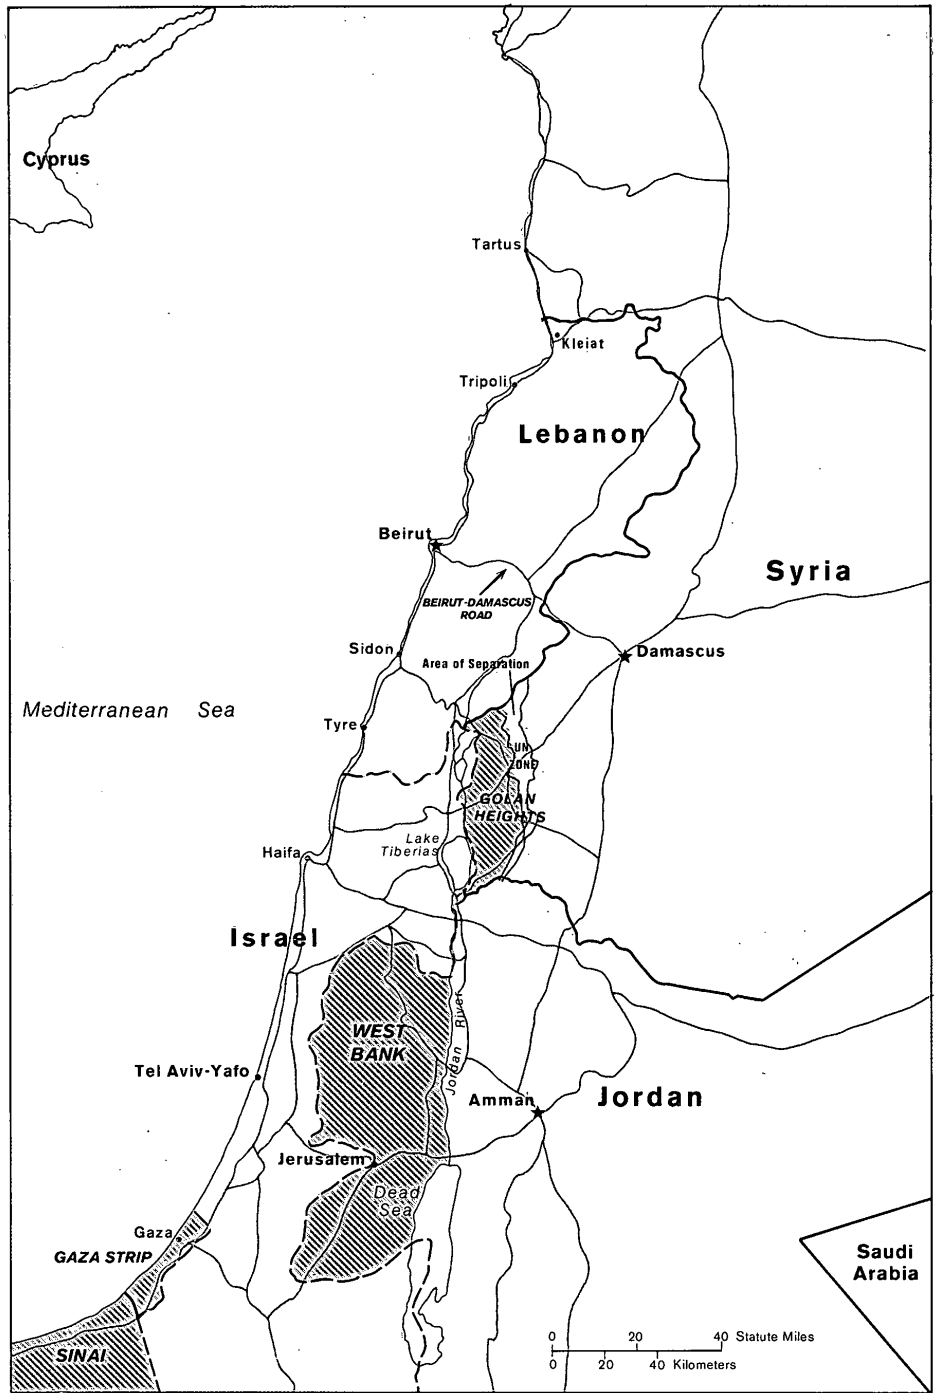 Cyprus
Tartus
Kleiat
Tripoli
Lebanon
Beirut
Syria
BEIRUT-DAMASCUS
ROAD
Sidon
Area of Separation
Damascus
Mediterranean Sea
Tyre
UN
ZONE
GOLAN
HEIGHTS
Lake
Tiberias
Haifa
Israel
WEST
BANK
Jordan River
Tel Aviv-Yafo
Amman
Jordan
Jerusalem
Dead
Sea
Gaza
GAZA STRIP
Saudi
Arabia
SINAI
0 20 40 Statute Miles
0 20 40 Kilometers